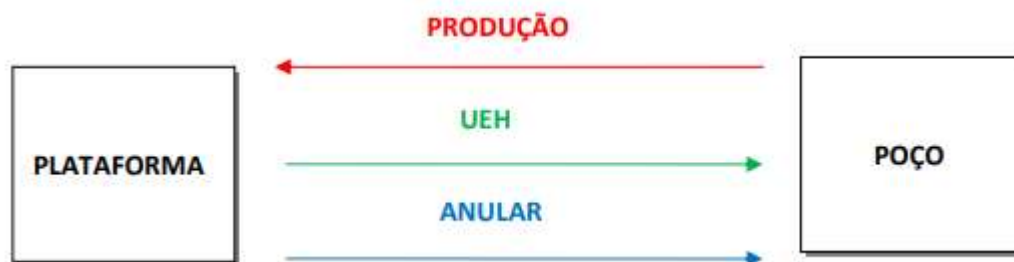 PRODUÇÃO
UEH
PLATAFORMA
POÇO
ANULAR